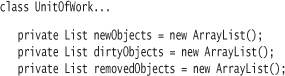 class UnitOfWork...
private List newObjects = new ArrayList();
private List dirtyObjects = new ArrayList();
private List removedObjects = new ArrayList();